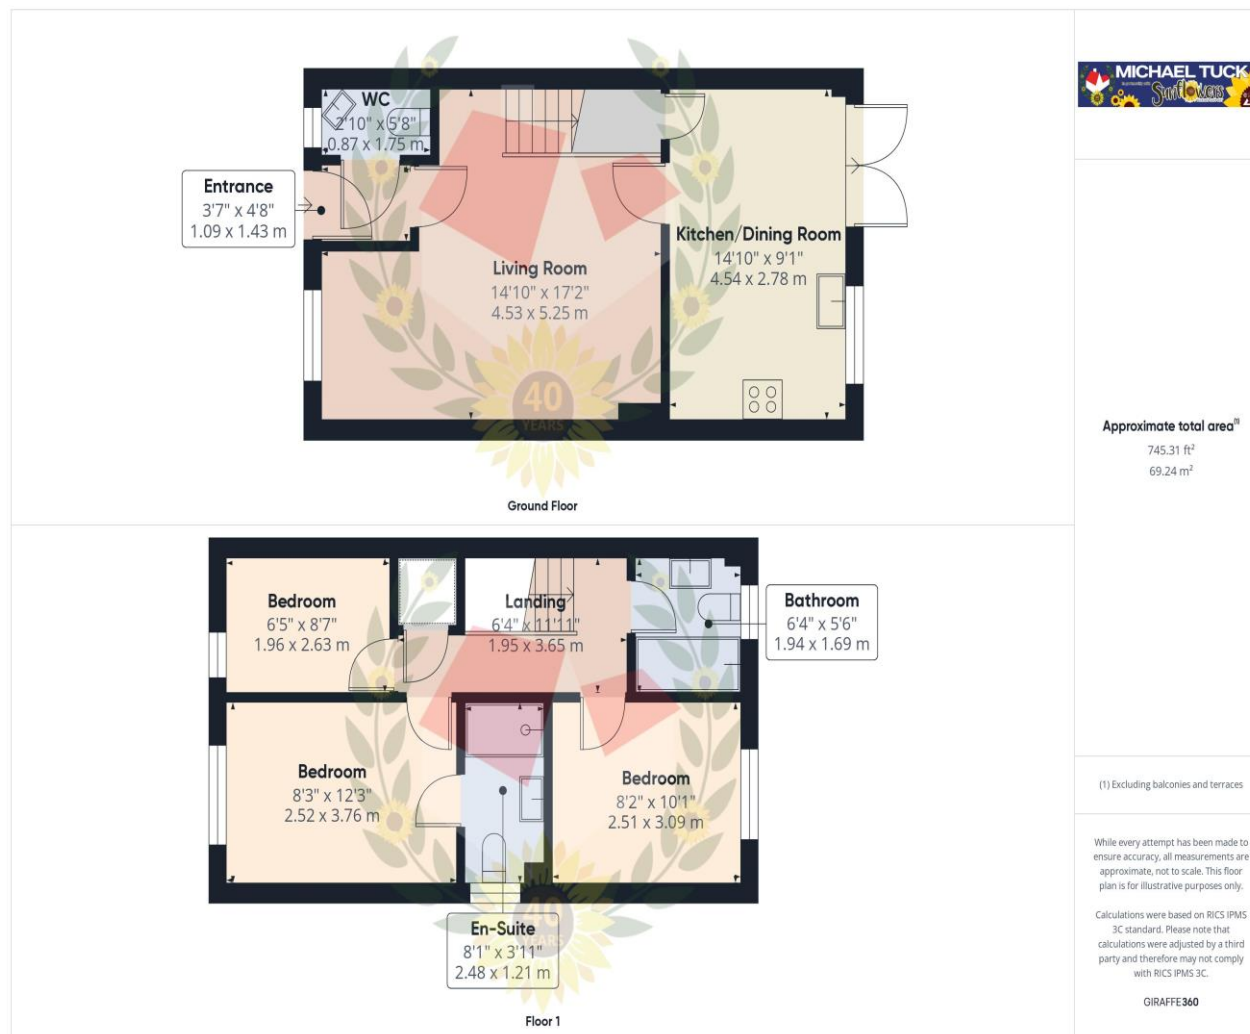 WC
2'10" x 5'8"
0.87 x 1.75 m
Entrance
3'7" x 4'8"
1.09 x 1.43 m
Living Room
14'10" x 17'2"
4.53 x 5.25 m
Kitchen/Dining Room
14'10" x 9'1"
4.54 x 2.78 m
40
YEARS
Ground Floor
Bedroom
6'5" x 8'7"
1.96 x 2.63 m
Landing
6'4" x 11'11"
1.95 x 3.65 m
Bathroom
6'4" x 5'6"
1.94 x 1.69 m
Bedroom
8'3" x 12'3"
2.52 x 3.76 m
Bedroom
8'2" x 10'1"
2.51 x 3.09 m
40
YEARS
En-Suite
8'1" x 3'11"
2.48 x 1.21 m
Floor 1
MICHAEL TUCK
Sunflowers
Approximate total area(1)
745.31 ft²
69.24 m²
(1) Excluding balconies and terraces
While every attempt has been made to
ensure accuracy, all measurements are
approximate, not to scale. This floor
plan is for illustrative purposes only.
Calculations were based on RICS IPMS
3C standard. Please note that
calculations were adjusted by a third
party and therefore may not comply
with RICS IPMS 3C.
GIRAFFE360